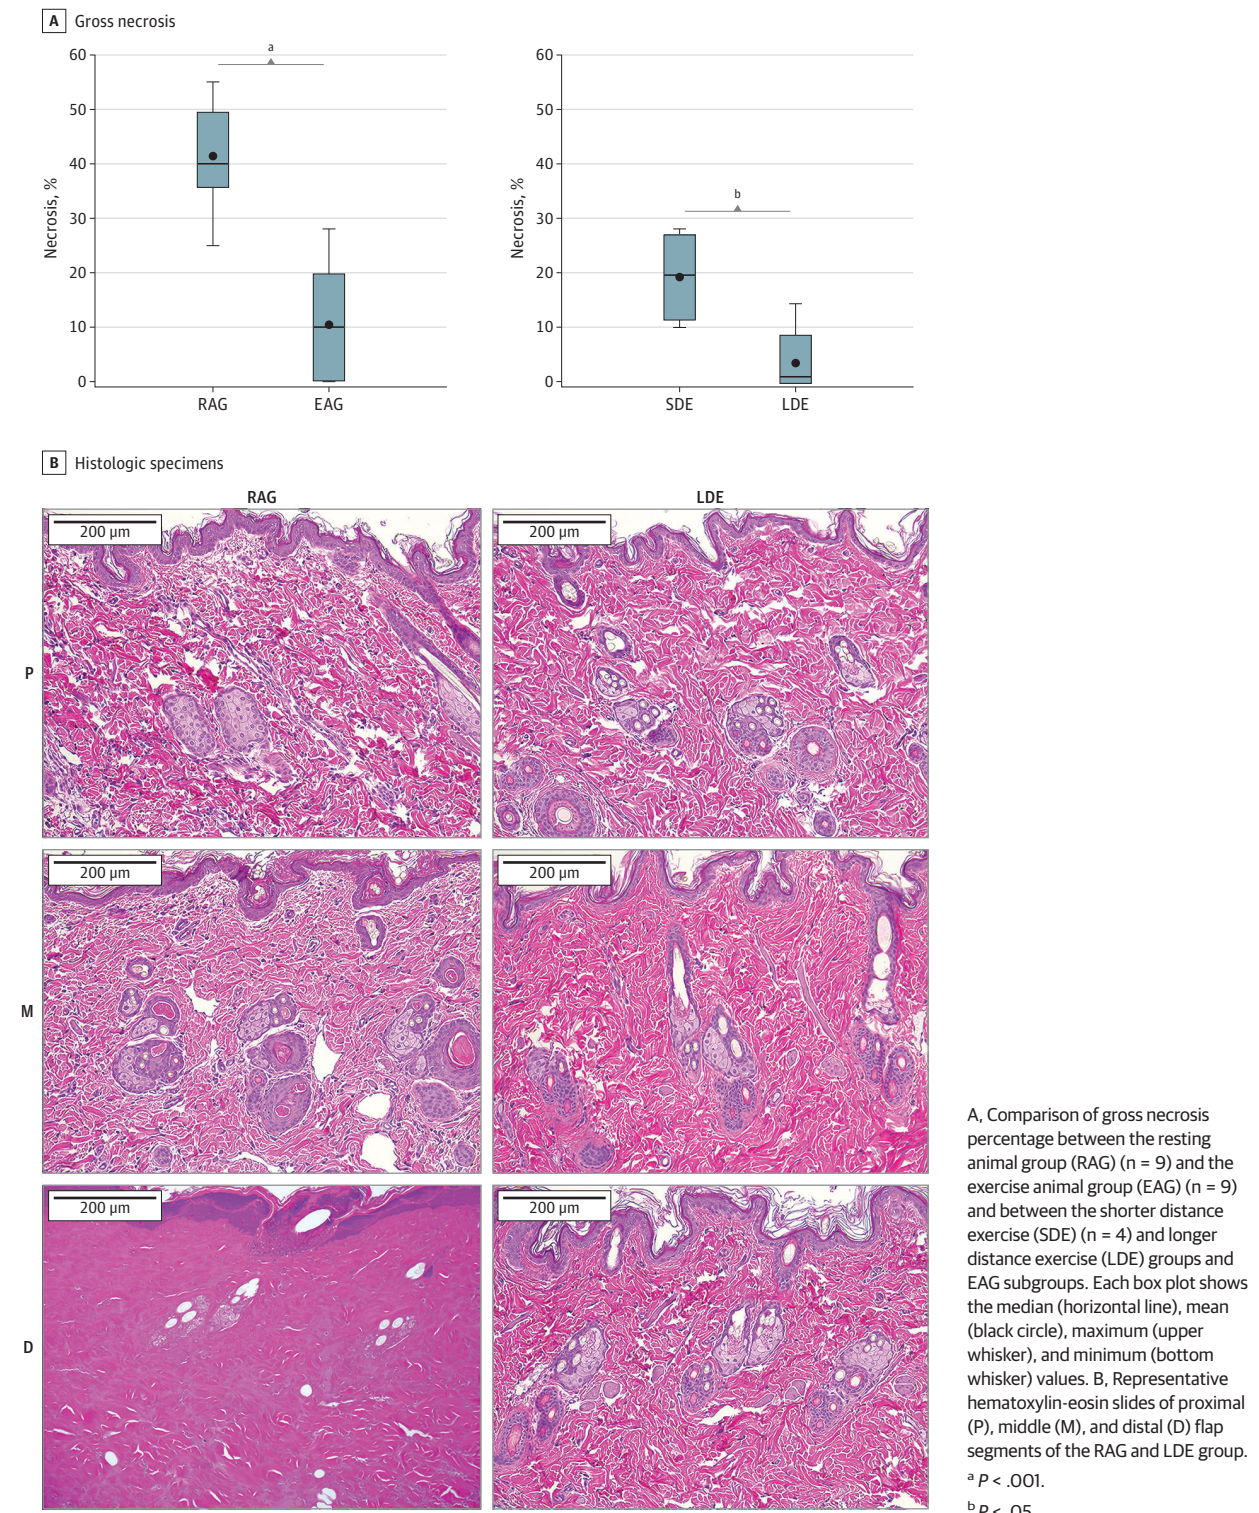 A Gross necrosis
a
60
50
40
30
20
10
0
Necrosis, %
RAG EAG
b
60
50
40
30
20
10
0
Necrosis, %
SDE LDE
B Histologic specimens
RAG LDE
P
200 µm 200 µm
M
200 µm 200 µm
D
200 µm 200 µm
A, Comparison of gross necrosis
percentage between the resting
animal group (RAG) (n = 9) and the
exercise animal group (EAG) (n = 9)
and between the shorter distance
exercise (SDE) (n = 4) and longer
distance exercise (LDE) groups and
EAG subgroups. Each box plot shows
the median (horizontal line), mean
(black circle), maximum (upper
whisker), and minimum (bottom
whisker) values. B, Representative
hematoxylin-eosin slides of proximal
(P), middle (M), and distal (D) flap
segments of the RAG and LDE group.
a P < .001.
b P < .05